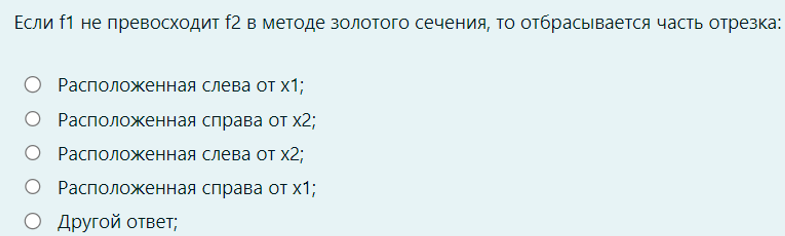 Если f1 не превосходит f2 в методе золотого сечения, то отбрасывается часть отрезка:
Расположенная слева от x1;
Расположенная справа от x2;
Расположенная слева от x2;
Расположенная справа от x1;
Другой ответ;